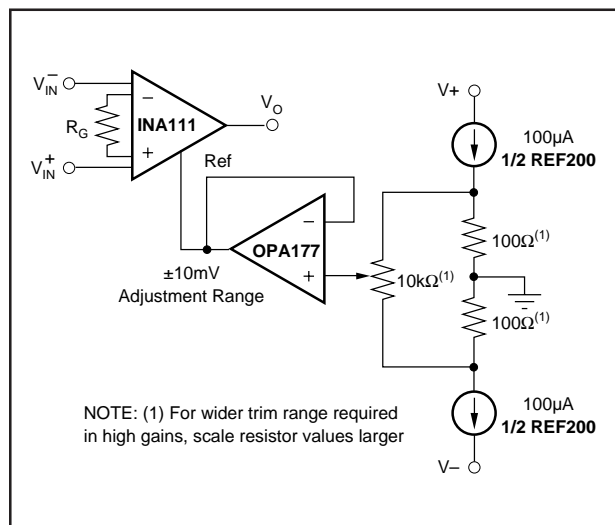 V⁻IN
RG
V⁺IN
INA111
VO
Ref
OPA177
±10mV
Adjustment Range
V+
100µA
1/2 REF200
100Ω(1)
10kΩ(1)
100Ω(1)
100µA
1/2 REF200
V–
NOTE: (1) For wider trim range required
in high gains, scale resistor values larger